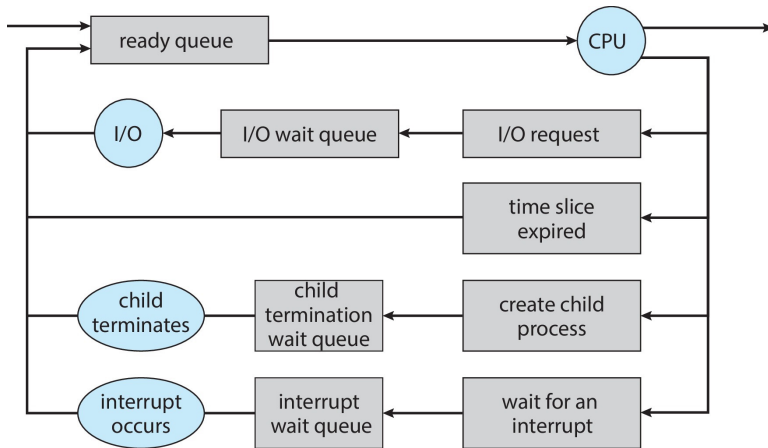 ready queue
CPU
I/O
I/O wait queue
I/O request
time slice
expired
child
terminates
child
termination
wait queue
create child
process
interrupt
occurs
interrupt
wait queue
wait for an
interrupt